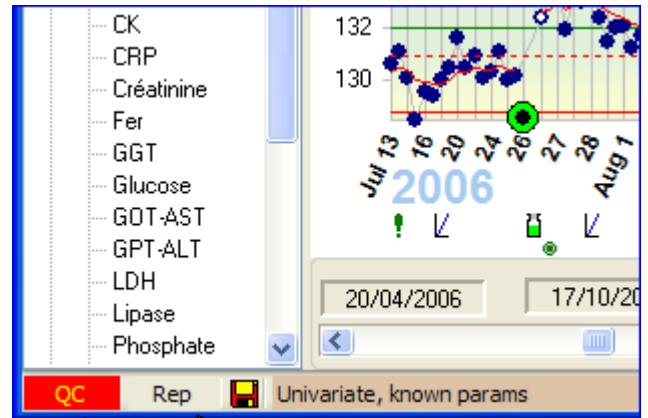 CK
CRP
Créatinine
Fer
GGT
Glucose
GOT-AST
GPT-ALT
LDH
Lipase
Phosphate
132
130
Jul 13 16 20 24 26 27 28 Aug 1
2006
20/04/2006 17/10/20
QC Rep Univariate, known params